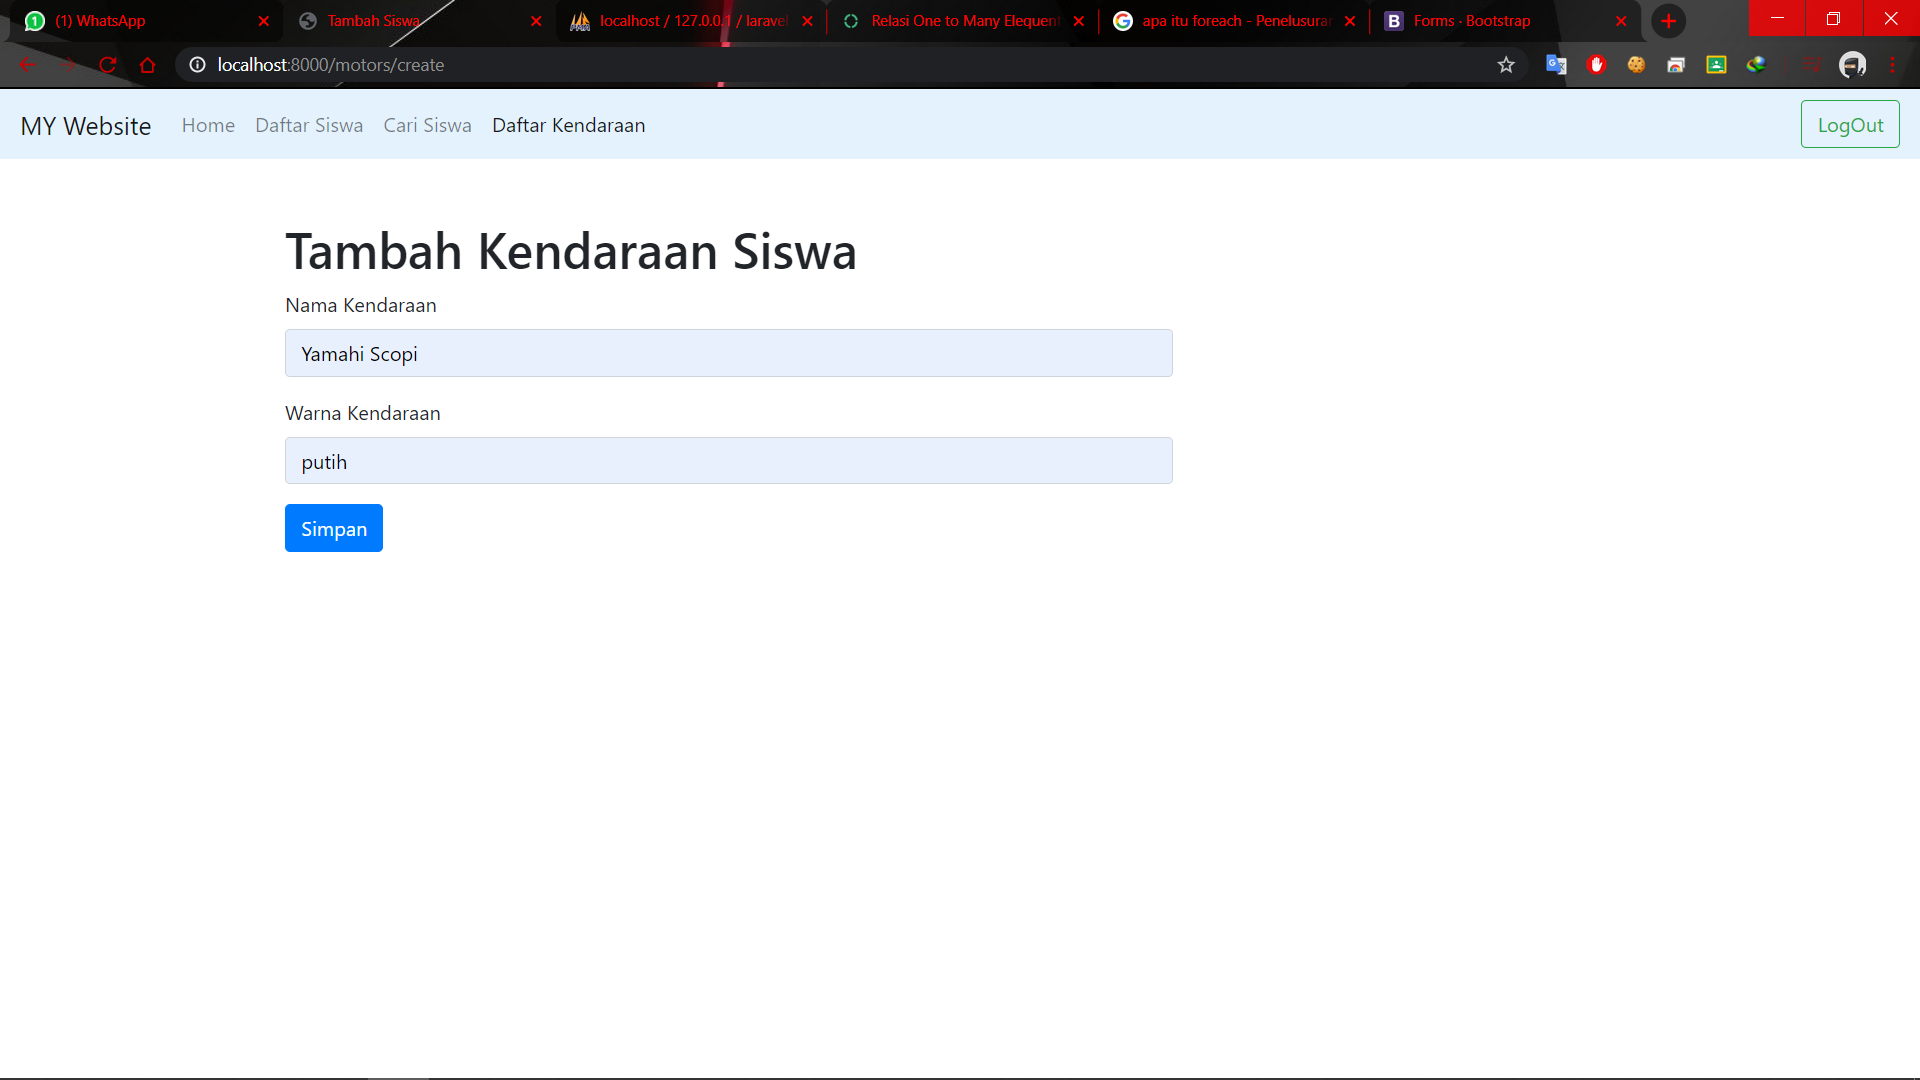 (1) WhatsApp
Tambah Siswa
localhost / 127.0.0.1 / laravel
Relasi One to Many Elequent
apa itu foreach - Penelusuran
B Forms · Bootstrap
localhost:8000/motors/create
MY Website Home Daftar Siswa Cari Siswa Daftar Kendaraan LogOut
Tambah Kendaraan Siswa
Nama Kendaraan
Yamahi Scopi
Warna Kendaraan
putih
Simpan